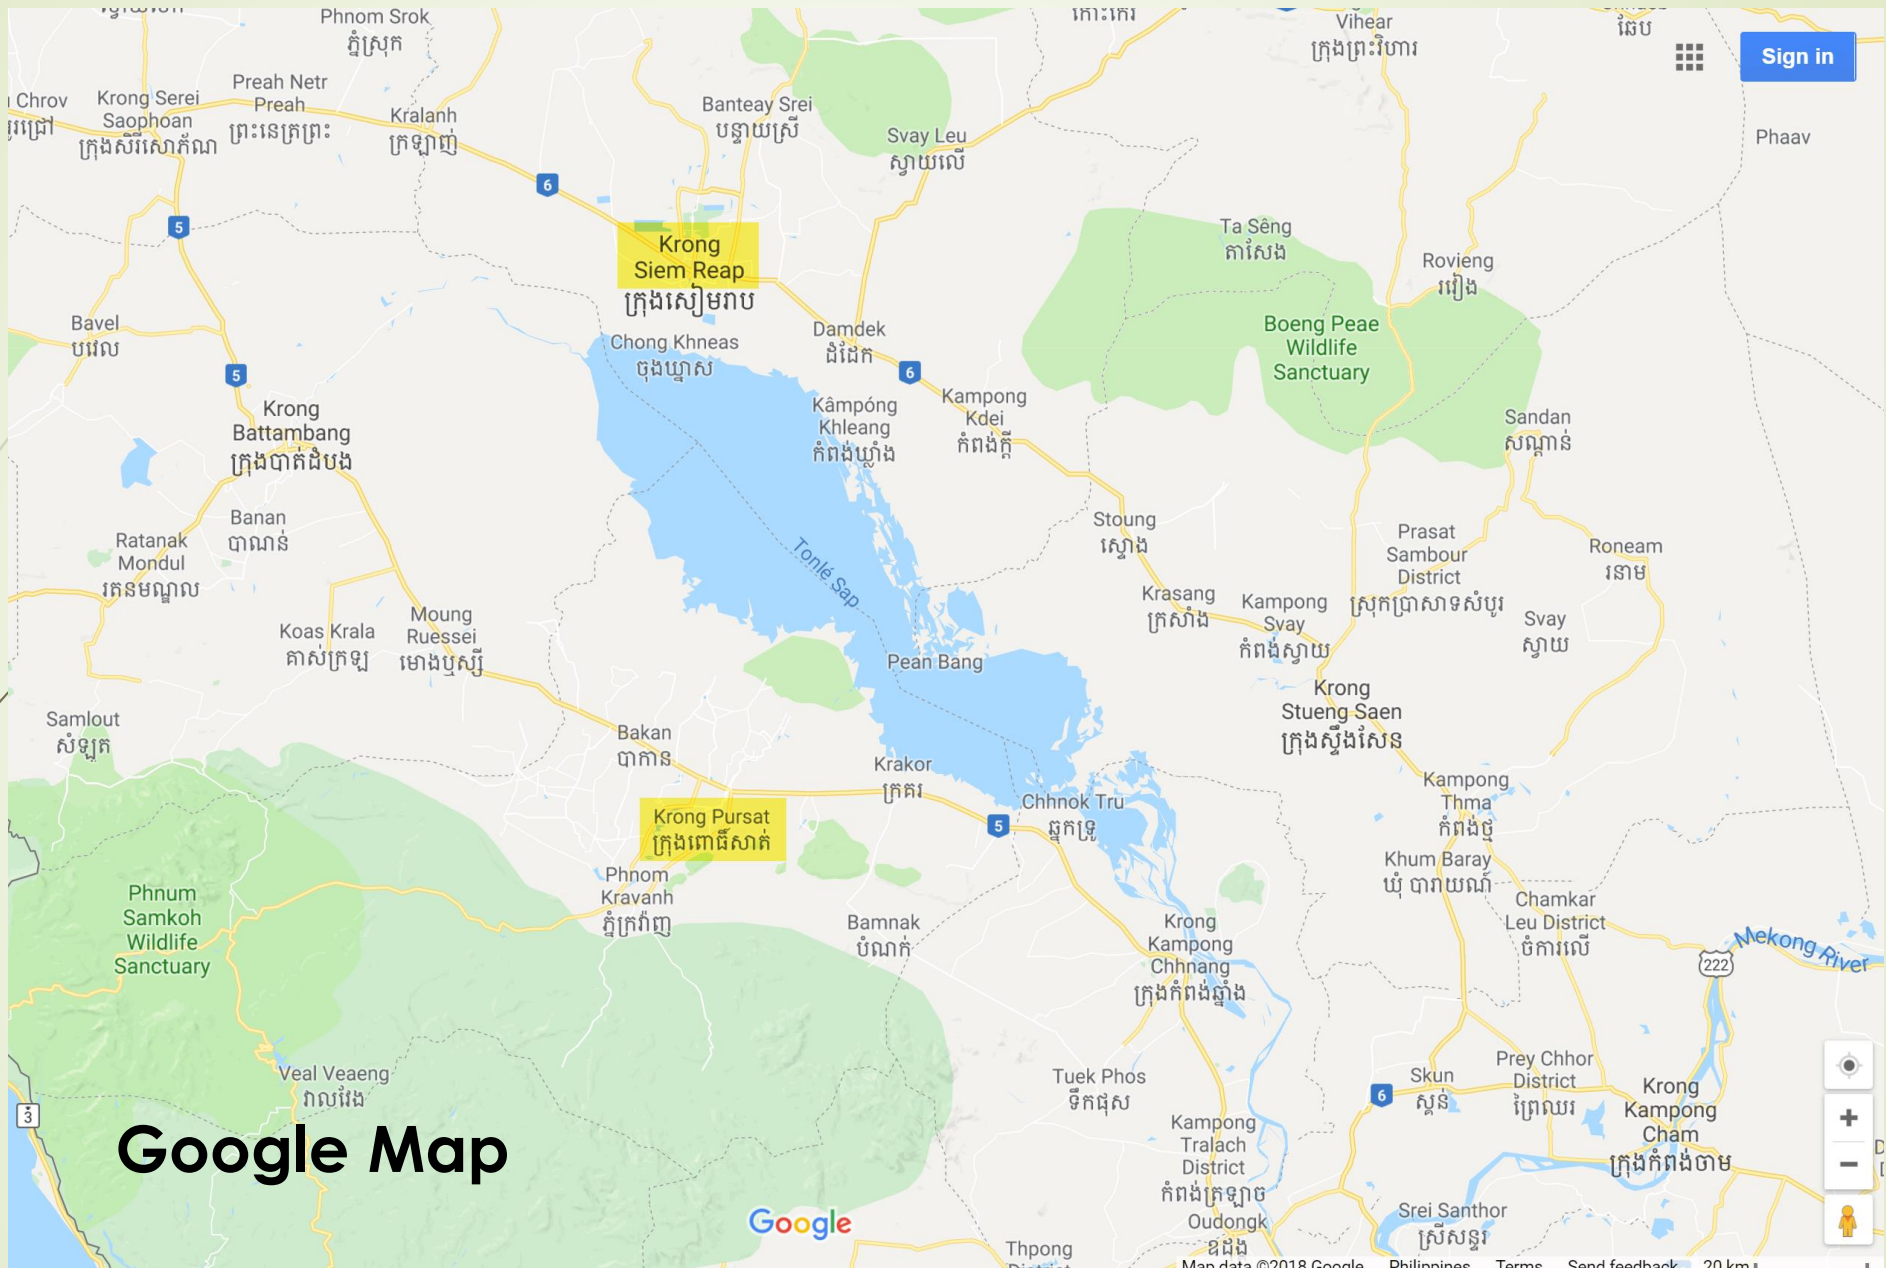 Phnom Srok
ភ្នំស្រុក
កោះកេរ
Vihear
ក្រុងព្រះវិហារ
ឆែប
Sign in
Chrov
Krong Serei
Saophoan
ក្រុងសិរីសោភ័ណ
Preah Netr
Preah
ព្រះនេត្រព្រះ
Kralanh
ក្រឡាញ់
Banteay Srei
បន្ទាយស្រី
Svay Leu
ស្វាយលើ
Phaav
6
5
Krong
Siem Reap
ក្រុងសៀមរាប
Ta Sêng
តាសែង
Rovieng
រវៀង
Bavel
បវេល
Chong Khneas
ចុងឃ្នាស
Damdek
ដំដែក
Boeng Peae
Wildlife
Sanctuary
5
6
Krong
Battambang
ក្រុងបាត់ដំបង
Kâmpóng
Khleang
កំពង់ឃ្លាំង
Kampong
Kdei
កំពង់ក្ដី
Sandan
សណ្ដាន់
Banan
បាណន់
Ratanak
Mondul
រតនមណ្ឌល
Tonlé Sap
Stoung
ស្ទោង
Prasat
Sambour
District
ស្រុកប្រាសាទសំបូរ
Roneam
រនាម
Koas Krala
គាស់ក្រឡ
Moung
Ruessei
មោងឫស្សី
Krasang
ក្រសាំង
Kampong
Svay
កំពង់ស្វាយ
Svay
ស្វាយ
Pean Bang
Krong
Stueng Saen
ក្រុងស្ទឹងសែន
Samlout
សំឡូត
Bakan
បាកាន
Krakor
ក្រគរ
Chhnok Tru
ឆ្នុកទ្រូ
Kampong
Thma
កំពង់ថ្ម
Krong Pursat
ក្រុងពោធិ៍សាត់
5
Khum Baray
ឃុំ បារាយណ៍
Phnum
Samkoh
Wildlife
Sanctuary
Phnom
Kravanh
ភ្នំក្រវ៉ាញ
Bamnak
បំណក់
Krong
Kampong
Chhnang
ក្រុងកំពង់ឆ្នាំង
Chamkar
Leu District
ចំការលើ
222
Mekong River
Veal Veaeng
វាលវែង
3
Tuek Phos
ទឹកផុស
6
Skun
ស្គន់
Prey Chhor
District
ព្រៃឈរ
Krong
Kampong
Cham
ក្រុងកំពង់ចាម
Google Map
Kampong
Tralach
District
កំពង់ត្រឡាច
Google
Oudongk
ឧដុង
Srei Santhor
ស្រីសន្ធរ
Thpong
Map data ©2018 Google Philippines Terms Send feedback 20 km